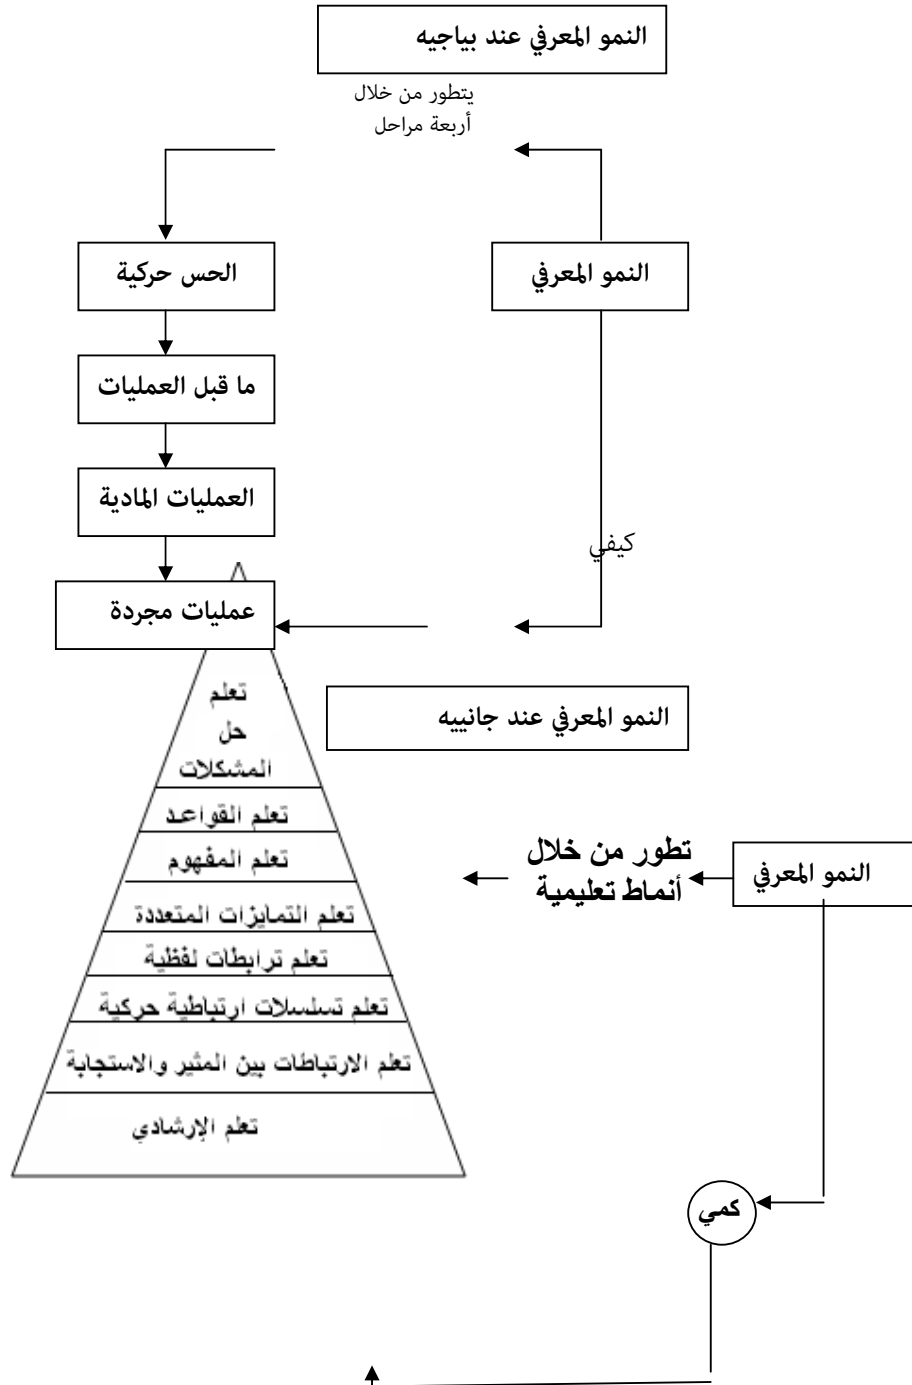 النمو المعرفي عند بياجيه
يتطور من خلال
أربعة مراحل
النمو المعرفي
الحس حركية
ما قبل العمليات
العمليات المادية
كيفي
عمليات مجردة
النمو المعرفي عند جانييه
تعلم
حل
المشكلات
تعلم القواعد
تعلم المفهوم
تعلم التمايزات المتعددة
تعلم ترابطات لفظية
تعلم تسلسلات ارتباطية حركية
تعلم الارتباطات بين المثير والاستجابة
تعلم الإرشادي
النمو المعرفي
تطور من خلال
أنماط تعليمية
كمي